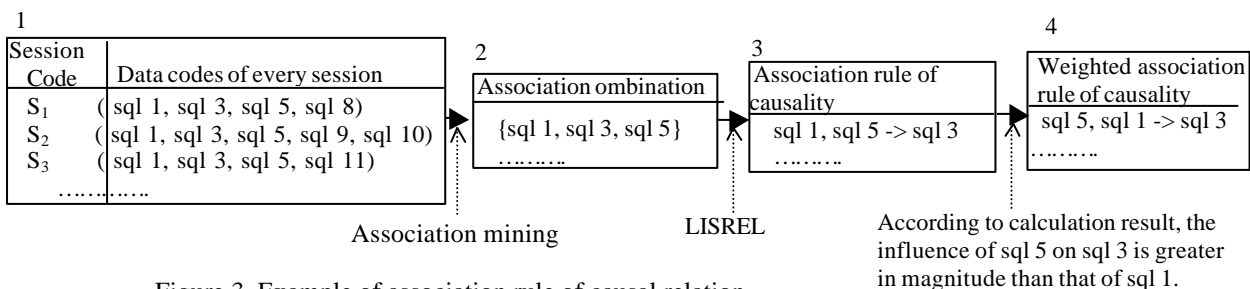 1
Session
Code
Data codes of every session
S1 ( sql 1, sql 3, sql 5, sql 8)
S2 ( sql 1, sql 3, sql 5, sql 9, sql 10)
S3 ( sql 1, sql 3, sql 5, sql 11)
…………..
2
Association ombination
{sql 1, sql 3, sql 5}
……….
3
Association rule of
causality
sql 1, sql 5 -> sql 3
……….
4
Weighted association
rule of causality
sql 5, sql 1 -> sql 3
……….
Association mining
LISREL
According to calculation result, the
influence of sql 5 on sql 3 is greater
in magnitude than that of sql 1.
Figure 3. Example of association rule of causal relation